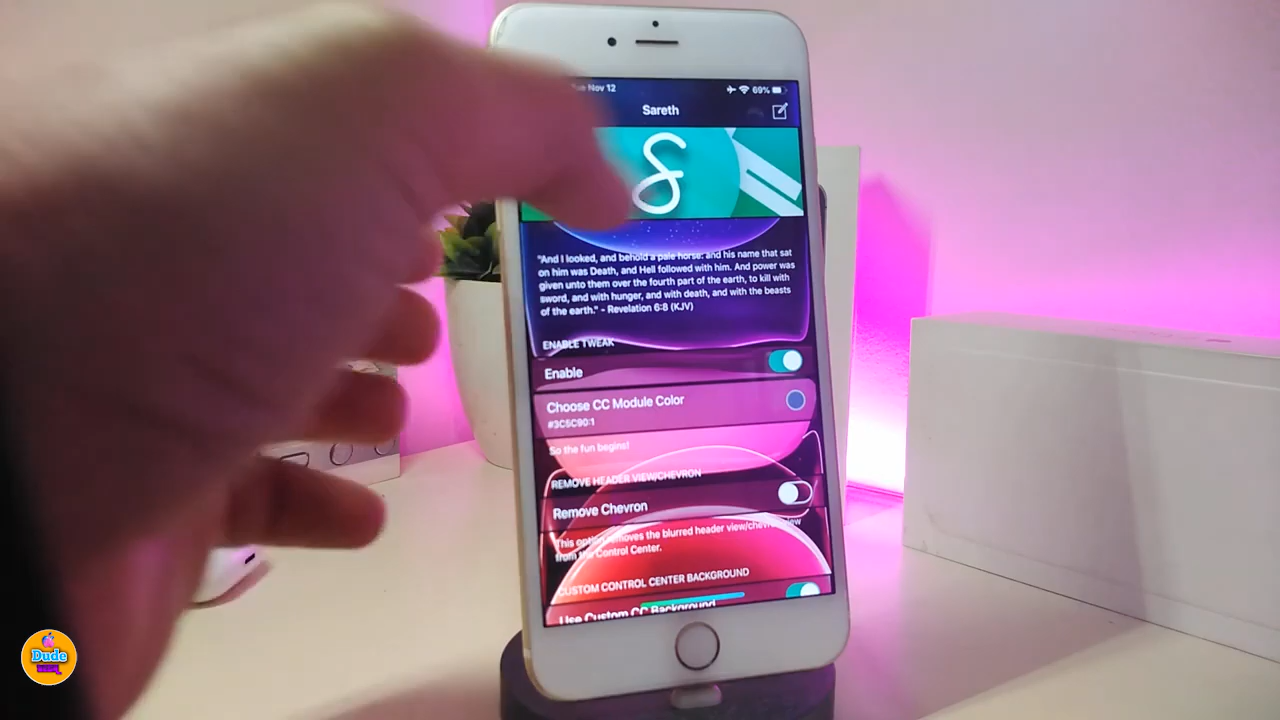 Nov 12
69%
Sareth
S
"And I looked, and behold a pale horse: and his name that sat
on him was Death, and Hell followed with him. And power was
given unto them over the fourth part of the earth, to kill with
sword, and with hunger, and with death, and with the beasts
of the earth." - Revelation 6:8 (KJV)
ENABLE TWEAK
Enable
Choose CC Module Color
#3C5C90:1
So the fun begins!
REMOVE HEADER VIEW/CHEVRON
Remove Chevron
This option removes the blurred header view/chevron view
from the Control Center.
CUSTOM CONTROL CENTER BACKGROUND
Use Custom CC Background
Dude